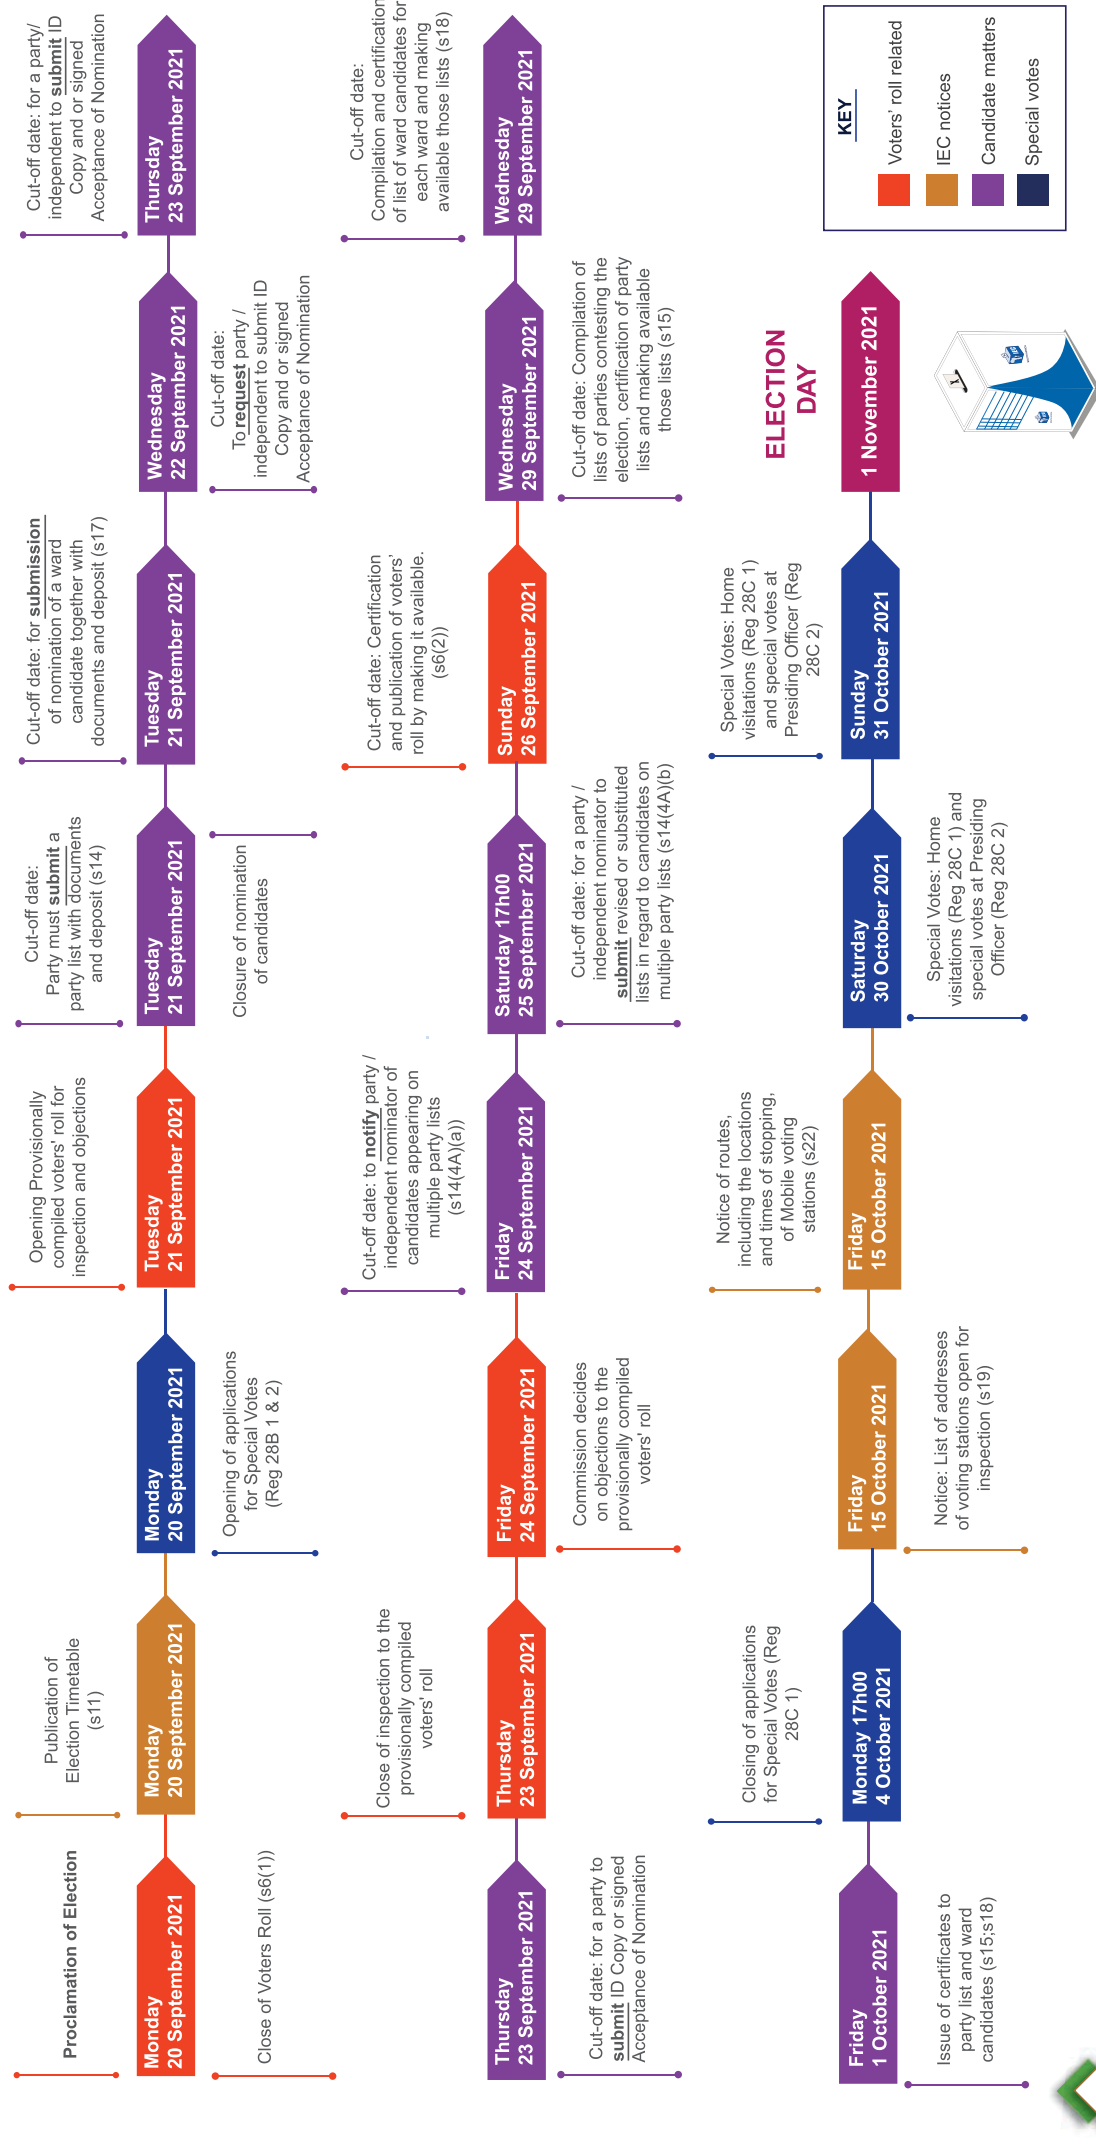 Proclamation of Election
Monday
20 September 2021
Close of Voters Roll (s6(1))
Publication of
Election Timetable
(s11)
Monday
20 September 2021
Monday
20 September 2021
Opening of applications
for Special Votes
(Reg 28B 1 & 2)
Opening Provisionally
compiled voters' roll for
inspection and objections
Tuesday
21 September 2021
Cut-off date:
Party must submit a
party list with documents
and deposit (s14)
Tuesday
21 September 2021
Closure of nomination
of candidates
Cut-off date: for submission
of nomination of a ward
candidate together with
documents and deposit (s17)
Tuesday
21 September 2021
Wednesday
22 September 2021
Cut-off date:
To request party /
independent to submit ID
Copy and or signed
Acceptance of Nomination
Cut-off date: for a party/
independent to submit ID
Copy and or signed
Acceptance of Nomination
Thursday
23 September 2021
Thursday
23 September 2021
Cut-off date: for a party to
submit ID Copy or signed
Acceptance of Nomination
Close of inspection to the
provisionally compiled
voters' roll
Thursday
23 September 2021
Friday
24 September 2021
Commission decides
on objections to the
provisionally compiled
voters' roll
Cut-off date: to notify party /
independent nominator of
candidates appearing on
multiple party lists
(s14(4A)(a))
Friday
24 September 2021
Saturday 17h00
25 September 2021
Cut-off date: for a party /
independent nominator to
submit revised or substituted
lists in regard to candidates on
multiple party lists (s14(4A)(b)
Cut-off date: Certification
and publication of voters'
roll by making it available.
(s6(2))
Sunday
26 September 2021
Wednesday
29 September 2021
Cut-off date: Compilation of
lists of parties contesting the
election, certification of party
lists and making available
those lists (s15)
Cut-off date:
Compilation and certification
of list of ward candidates for
each ward and making
available those lists (s18)
Wednesday
29 September 2021
Friday
1 October 2021
Issue of certificates to
party list and ward
candidates (s15;s18)
Closing of applications
for Special Votes (Reg
28C 1)
Monday 17h00
4 October 2021
Friday
15 October 2021
Notice: List of addresses
of voting stations open for
inspection (s19)
Notice of routes,
including the locations
and times of stopping,
of Mobile voting
stations (s22)
Friday
15 October 2021
Saturday
30 October 2021
Special Votes: Home
visitations (Reg 28C 1) and
special votes at Presiding
Officer (Reg 28C 2)
Special Votes: Home
visitations (Reg 28C 1)
and special votes at
Presiding Officer (Reg
28C 2)
Sunday
31 October 2021
ELECTION
DAY
1 November 2021
KEY
Voters' roll related
IEC notices
Candidate matters
Special votes